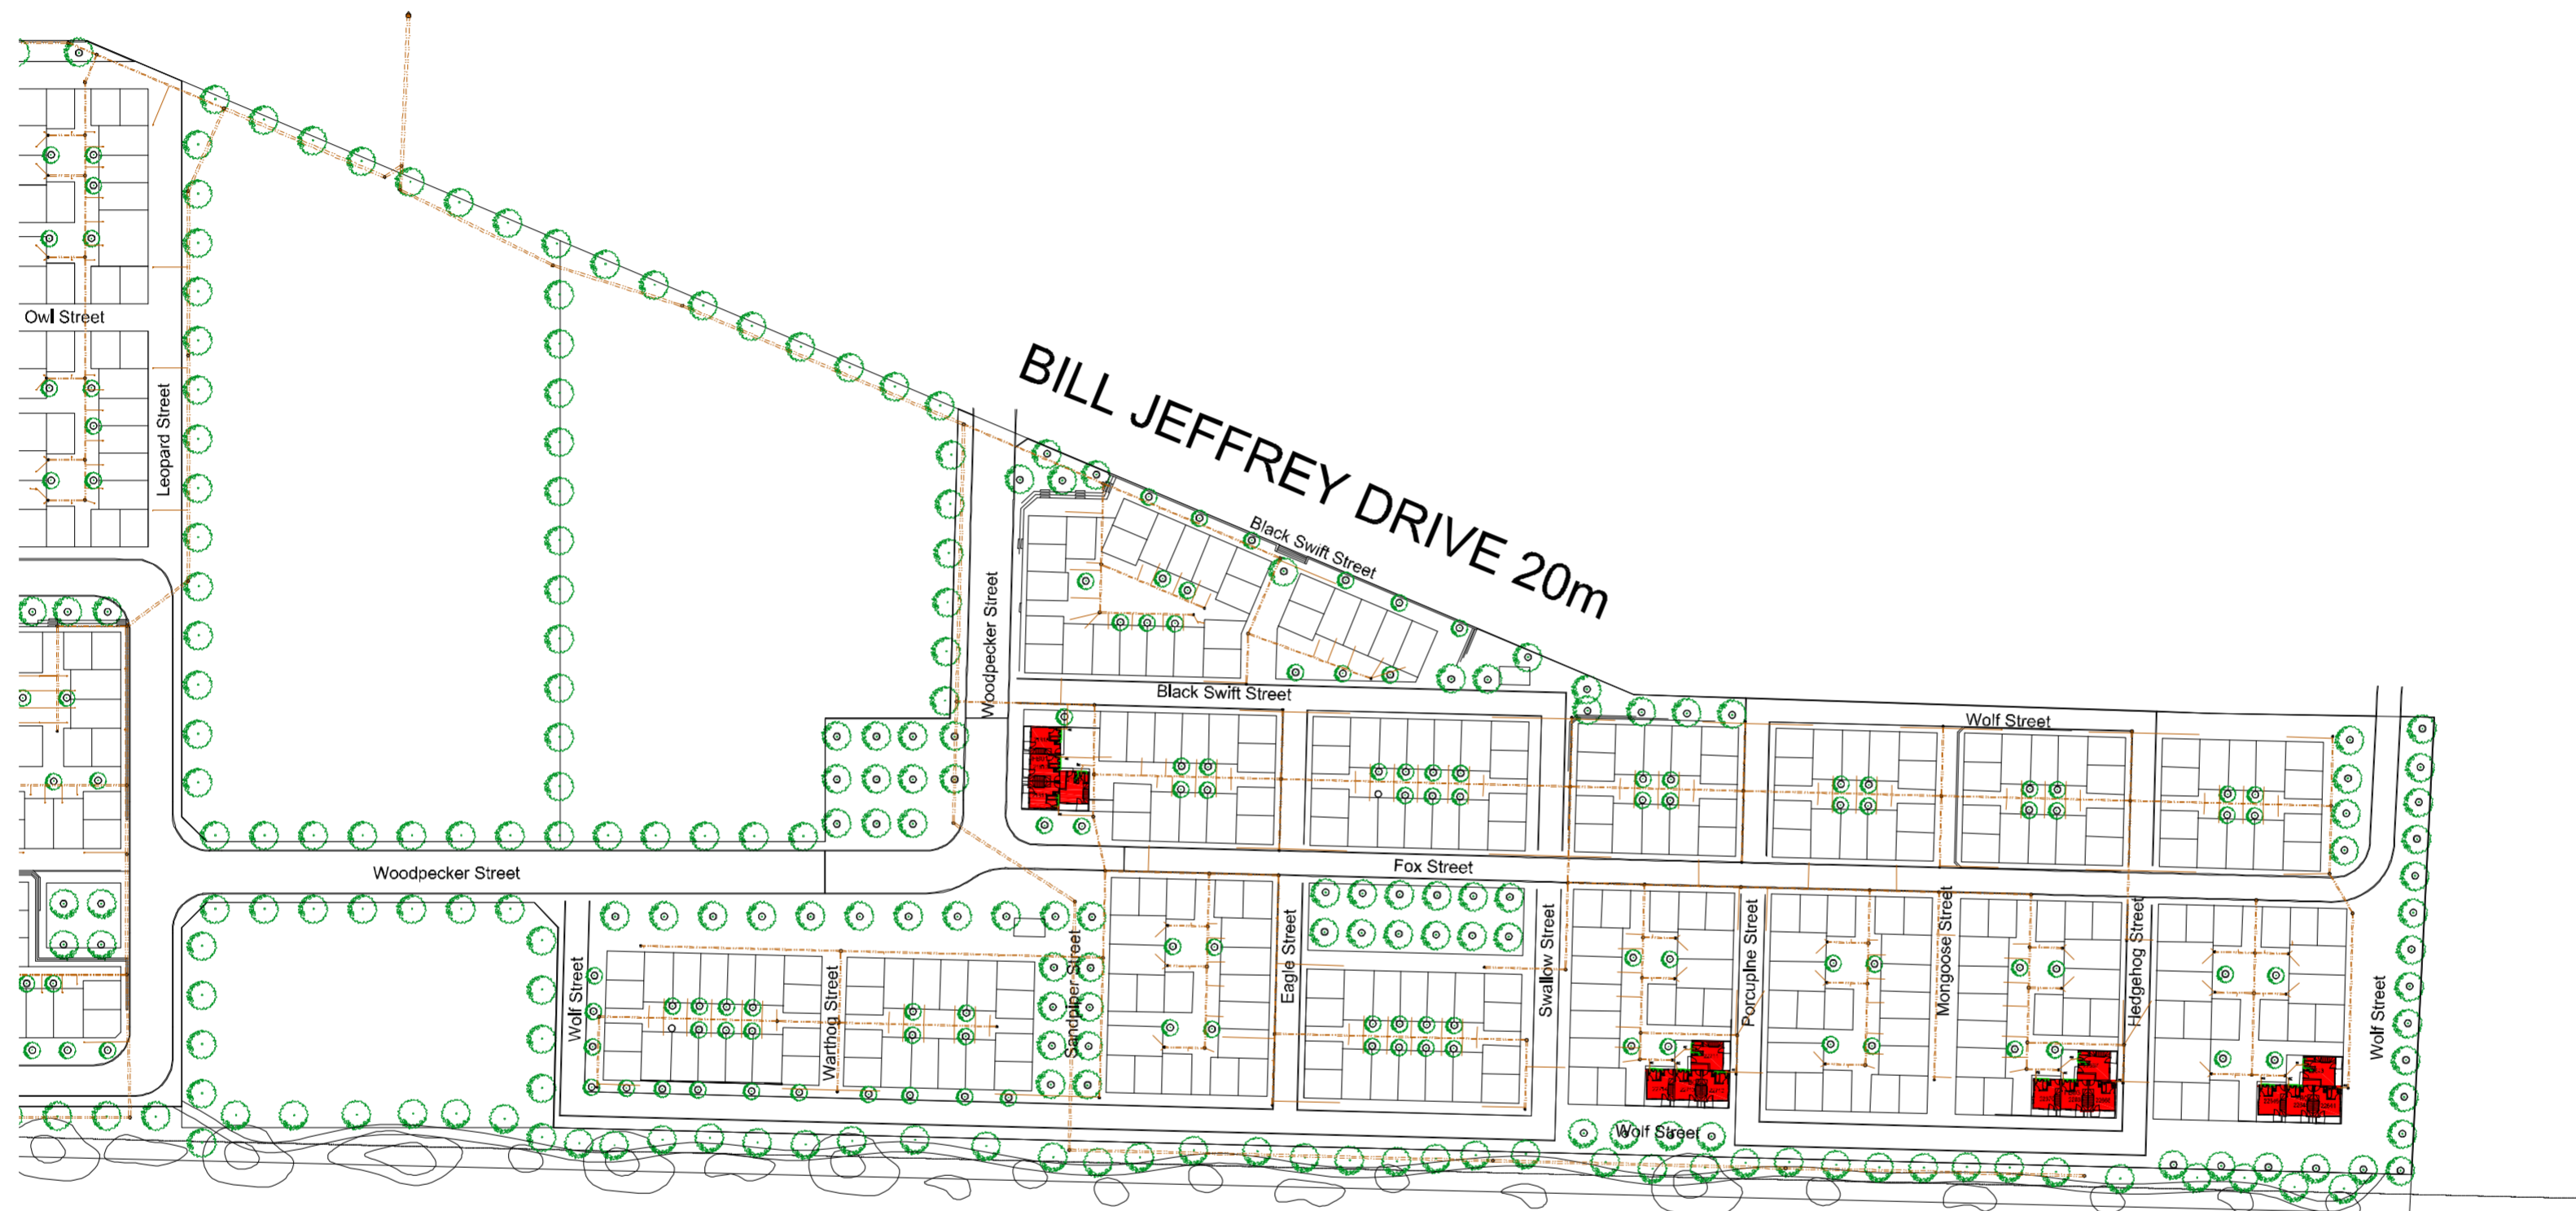 BILL JEFFREY DRIVE 20m
Owl Street
Leopard Street
Black Swift Street
Woodpecker Street
Black Swift Street
Wolf Street
Woodpecker Street
Fox Street
Wolf Street
Warthog Street
Sandpiper Street
Eagle Street
Swallow Street
Porcupine Street
Mongoose Street
Hedgehog Street
Wolf Street
Wolf Street